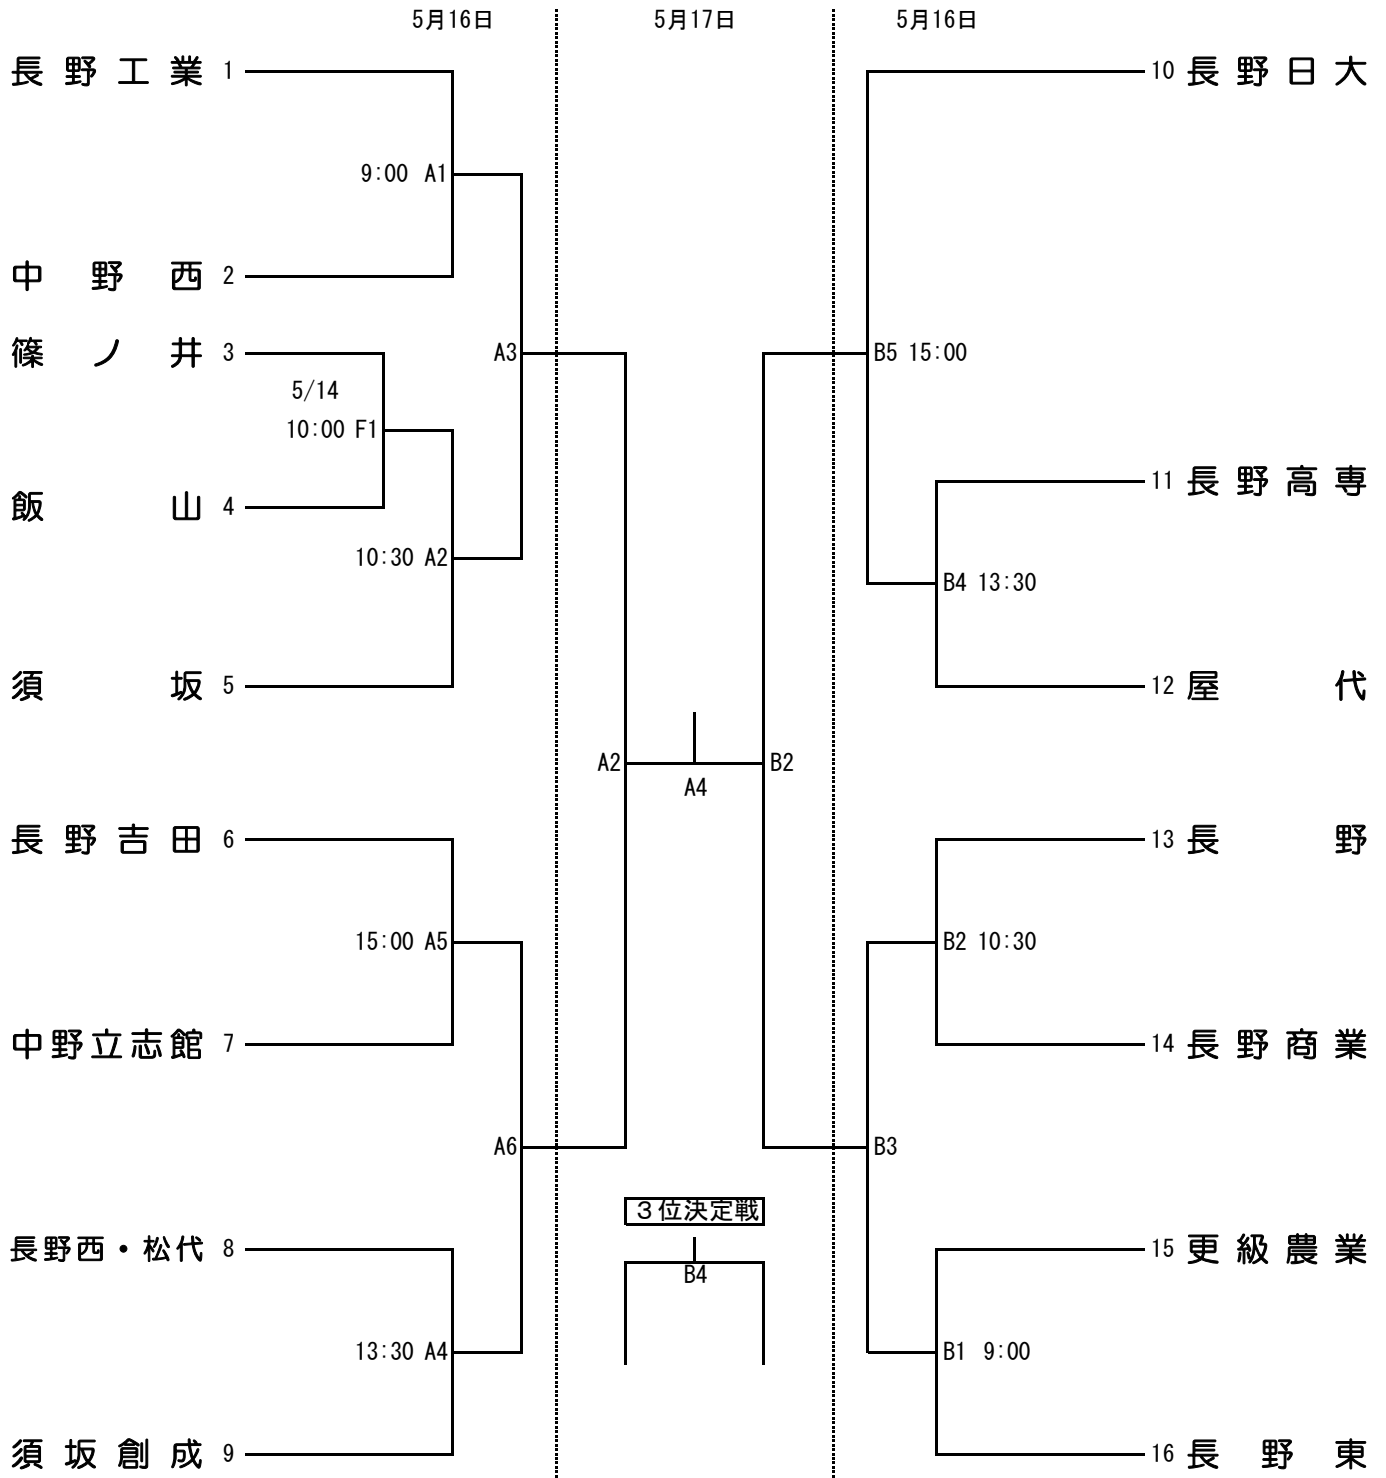 5月16日 5月17日 5月16日
長野工業 1
10 長野日大
9:00 A1
中野西 2
篠ノ井 3
A3
B5 15:00
5/14
10:00 F1
11 長野高専
飯山 4
10:30 A2
B4 13:30
須坂 5
12 屋代
A2
B2
A4
長野吉田 6
13 長野
15:00 A5
B2 10:30
中野立志館 7
14 長野商業
A6
B3
3位決定戦
長野西・松代 8
15 更級農業
B4
13:30 A4
B1 9:00
須坂創成 9
16 長野東